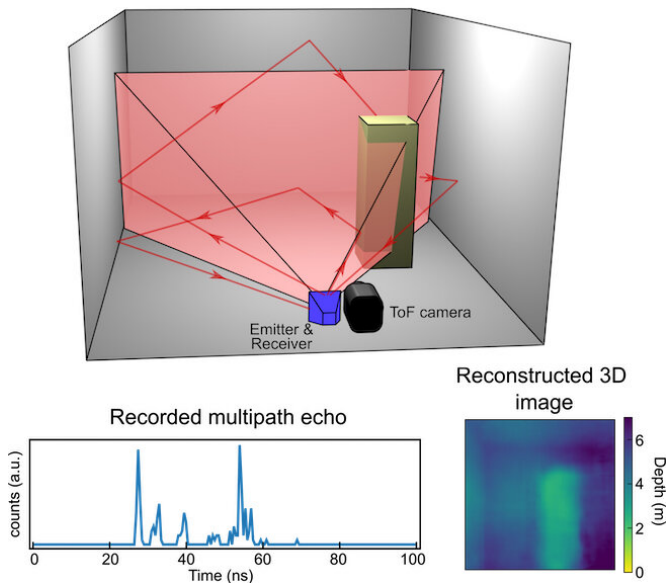 Emitter &
Receiver
ToF camera
Recorded multipath echo
counts (a.u.)
0 20 40 60 80 100
Time (ns)
Reconstructed 3D
image
6
4
2
0
Depth (m)